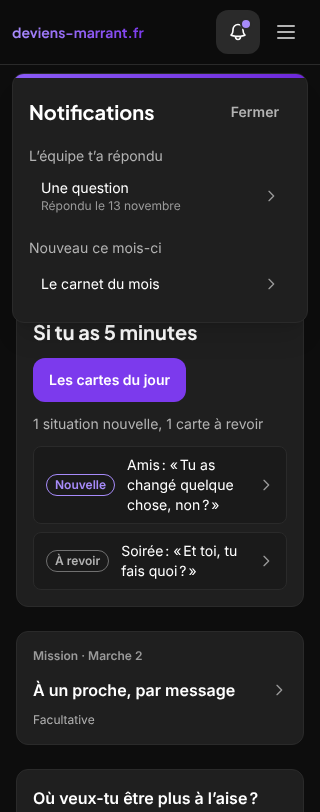 deviens-marrant.fr
Notifications
Fermer
L'équipe t'a répondu
Une question
Répondu le 13 novembre
Nouveau ce mois-ci
Le carnet du mois
Si tu as 5 minutes
Les cartes du jour
1 situation nouvelle, 1 carte à revoir
Nouvelle
Amis : « Tu as
changé quelque
chose, non ? »
À revoir
Soirée : « Et toi, tu
fais quoi ? »
Mission · Marche 2
À un proche, par message
Facultative
Où veux-tu être plus à l'aise ?